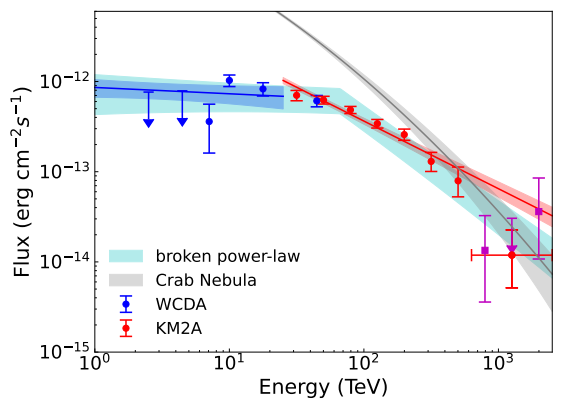 Flux (erg cm⁻²s⁻¹)
10⁻¹²
10⁻¹³
10⁻¹⁴
10⁻¹⁵
broken power-law
Crab Nebula
WCDA
KM2A
10⁰ 10¹ 10² 10³
Energy (TeV)